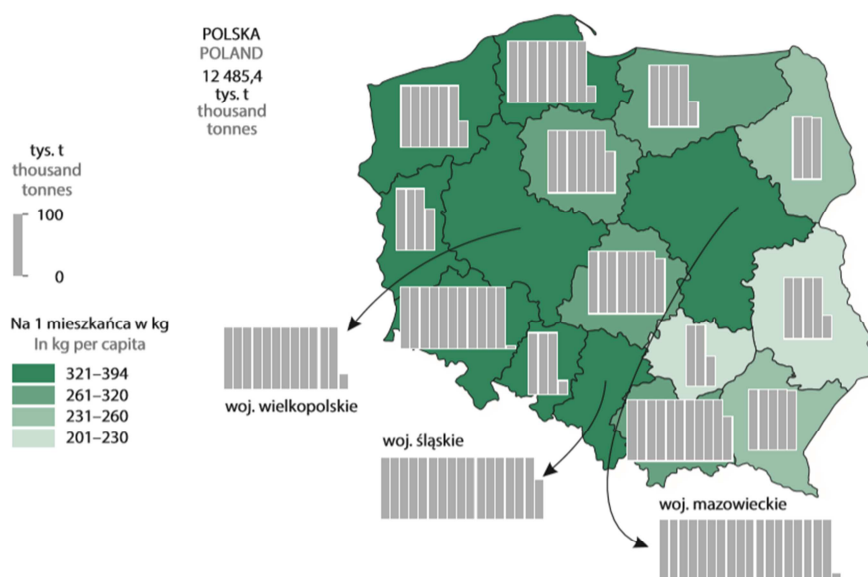 POLSKA
POLAND
12 485,4
tys. t
thousand
tonnes
tys. t
thousand
tonnes
100
0
Na 1 mieszkańca w kg
In kg per capita
321–394
261–320
231–260
201–230
woj. wielkopolskie
woj. śląskie
woj. mazowieckie